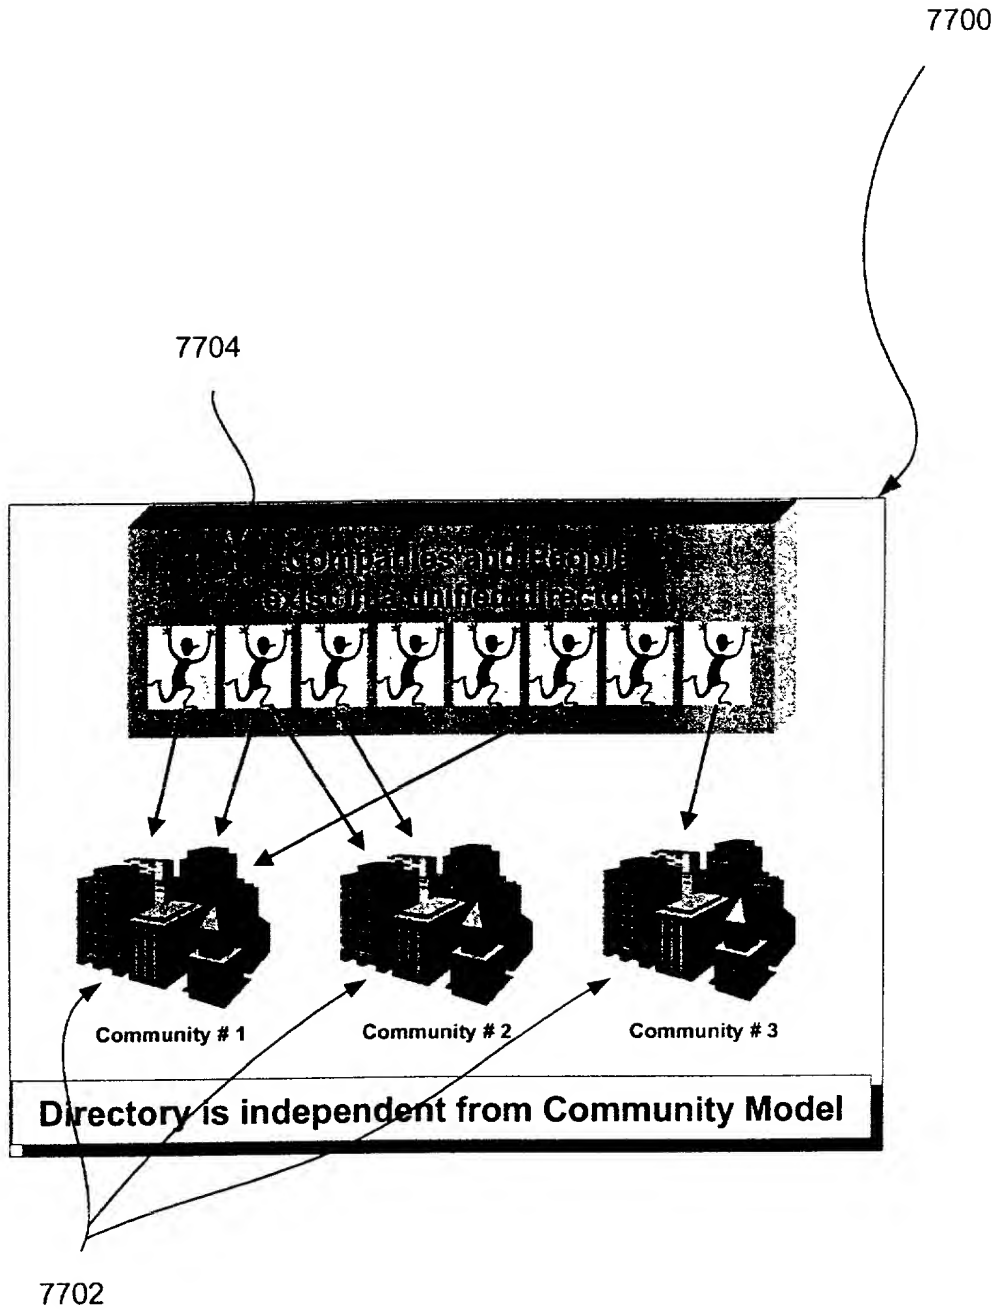 7700
7704
Companies and People
exist in a unified directory
Community # 1
Community # 2
Community # 3
Directory is independent from Community Model
7702